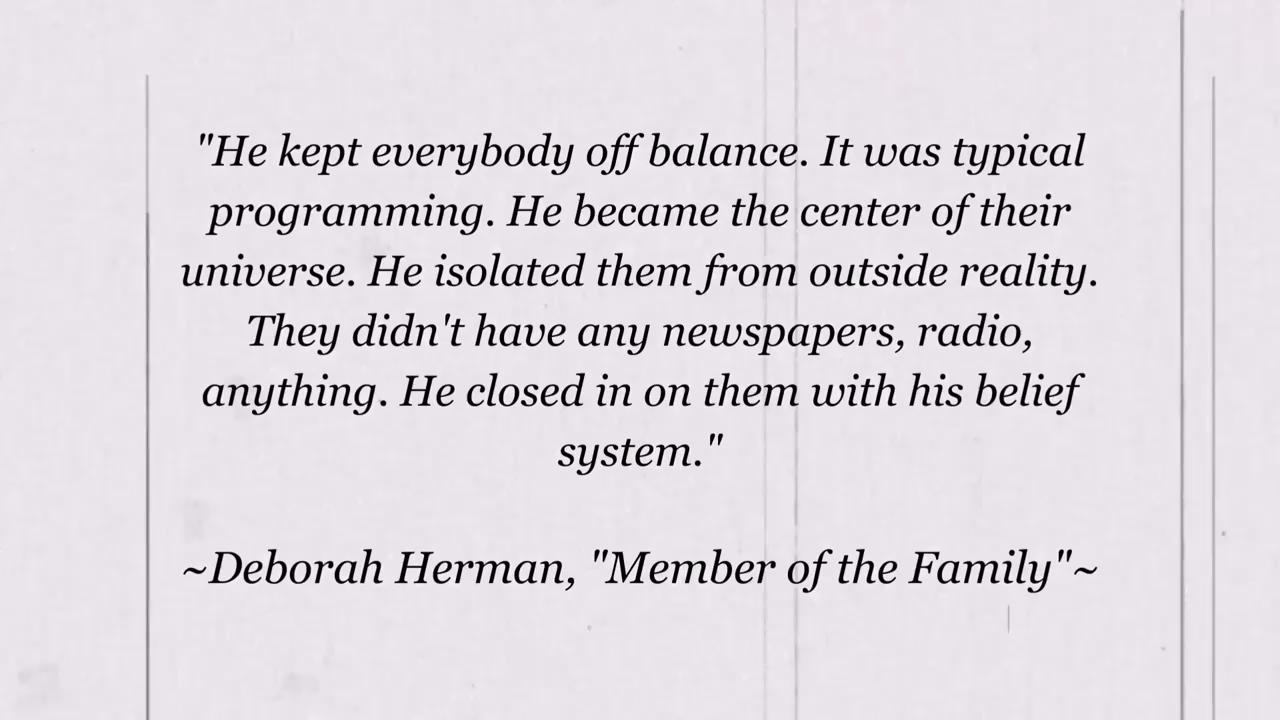 "He kept everybody off balance. It was typical
programming. He became the center of their
universe. He isolated them from outside reality.
They didn't have any newspapers, radio,
anything. He closed in on them with his belief
system."
~Deborah Herman, "Member of the Family"~